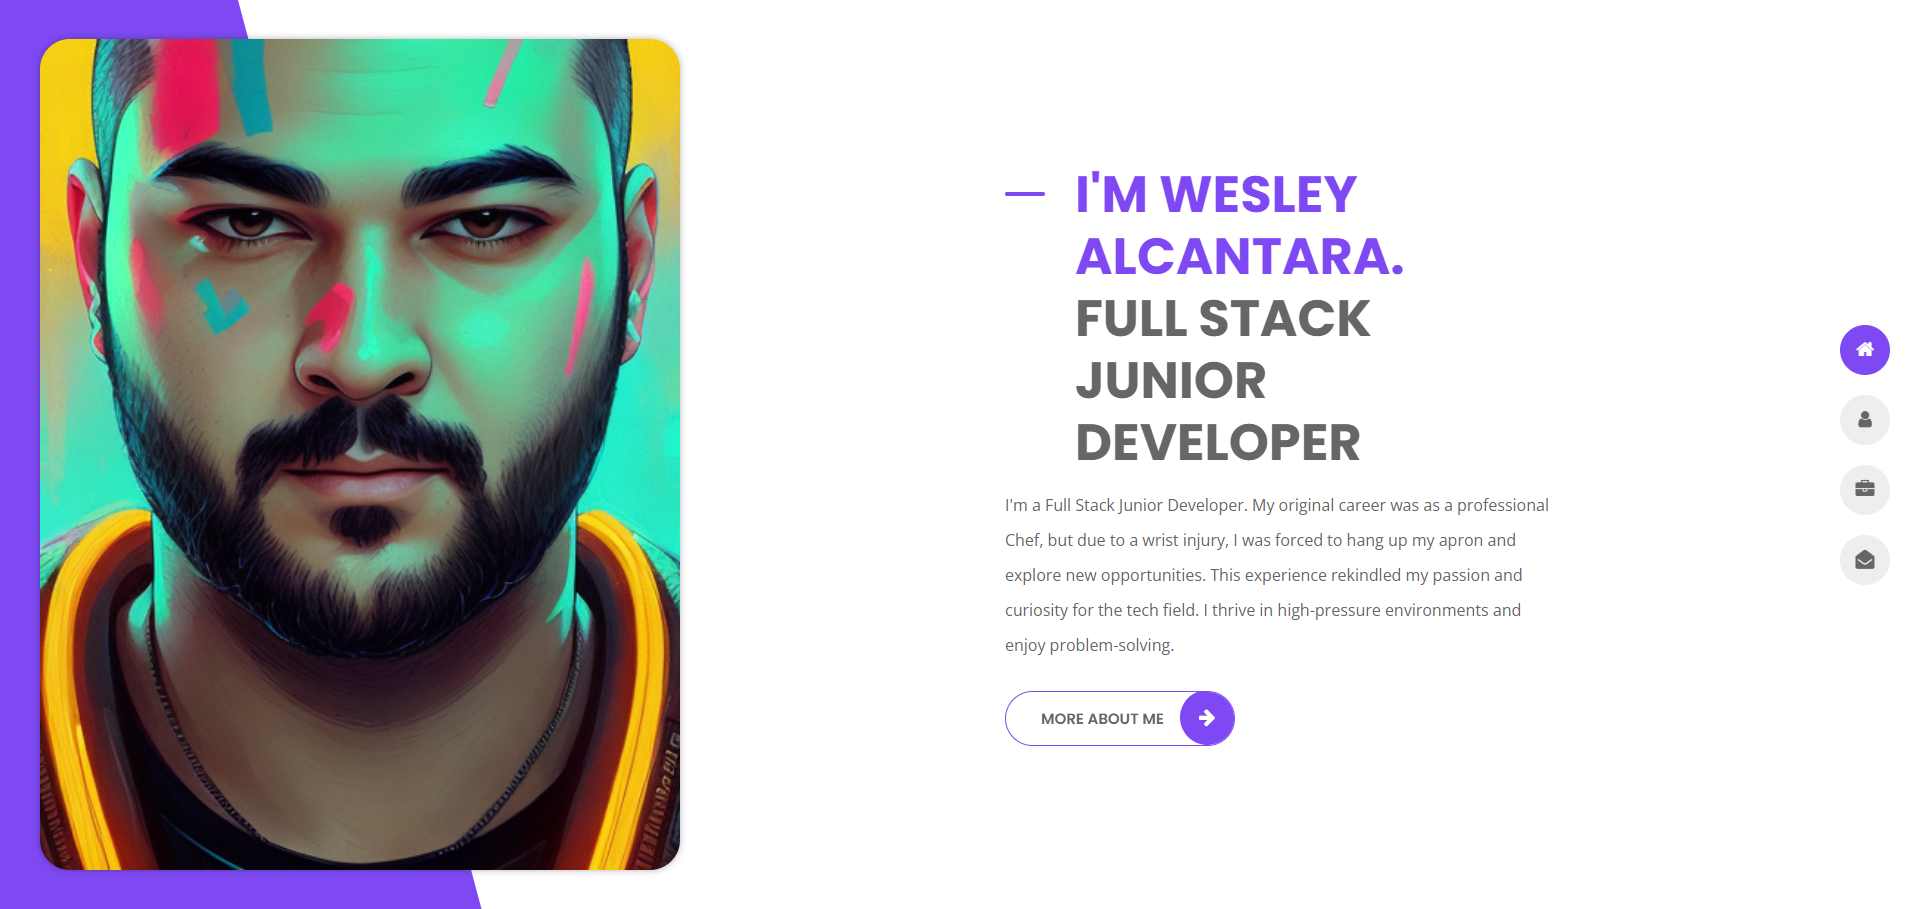 I'M WESLEY
ALCANTARA.
FULL STACK
JUNIOR
DEVELOPER
I'm a Full Stack Junior Developer. My original career was as a professional
Chef, but due to a wrist injury, I was forced to hang up my apron and
explore new opportunities. This experience rekindled my passion and
curiosity for the tech field. I thrive in high-pressure environments and
enjoy problem-solving.
MORE ABOUT ME